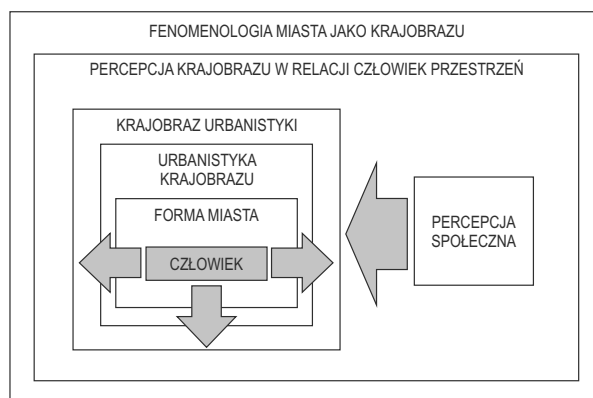 FENOMENOLOGIA MIASTA JAKO KRAJOBRAZU
PERCEPCJA KRAJOBRAZU W RELACJI CZŁOWIEK PRZESTRZEŃ
KRAJOBRAZ URBANISTYKI
URBANISTYKA
KRAJOBRAZU
FORMA MIASTA
CZŁOWIEK
PERCEPCJA
SPOŁECZNA